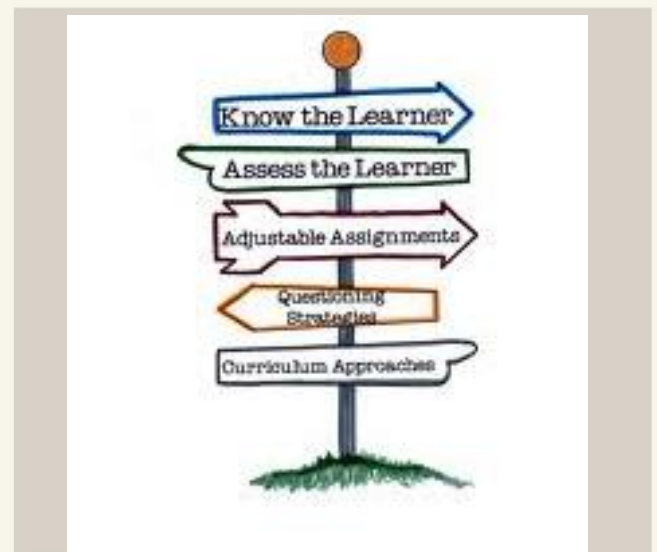 Know the Learner
Assess the Learner
Adjustable Assignments
Questioning
Strategies
Curriculum Approaches